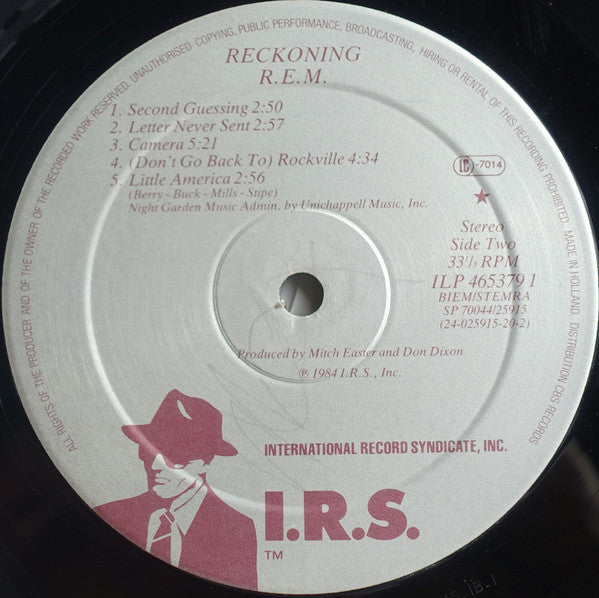 ALL RIGHTS OF THE PRODUCER AND OF THE OWNER OF THE RECORDED WORK RESERVED. UNAUTHORISED COPYING, PUBLIC PERFORMANCE, BROADCASTING, HIRING OR RENTAL OF THIS RECORDING PROHIBITED. MADE IN HOLLAND DISTRIBUTION CBS RECORDS
RECKONING
R.E.M.
1. Second Guessing 2:50
2. Letter Never Sent 2:57
3. Camera 5:21
4. (Don't Go Back To) Rockville 4:34
5. Little America 2:56
(Berry - Buck - Mills - Stipe)
Night Garden Music Admin. by Unichappell Music, Inc.
LC -7014
Stereo
Side Two
33⅓ RPM
ILP 465379 1
BIEM/STEMRA
SP 70044/25915
(24-025915-20-2)
Produced by Mitch Easter and Don Dixon
℗ 1984 I.R.S., Inc.
INTERNATIONAL RECORD SYNDICATE, INC.
I.R.S.
TM